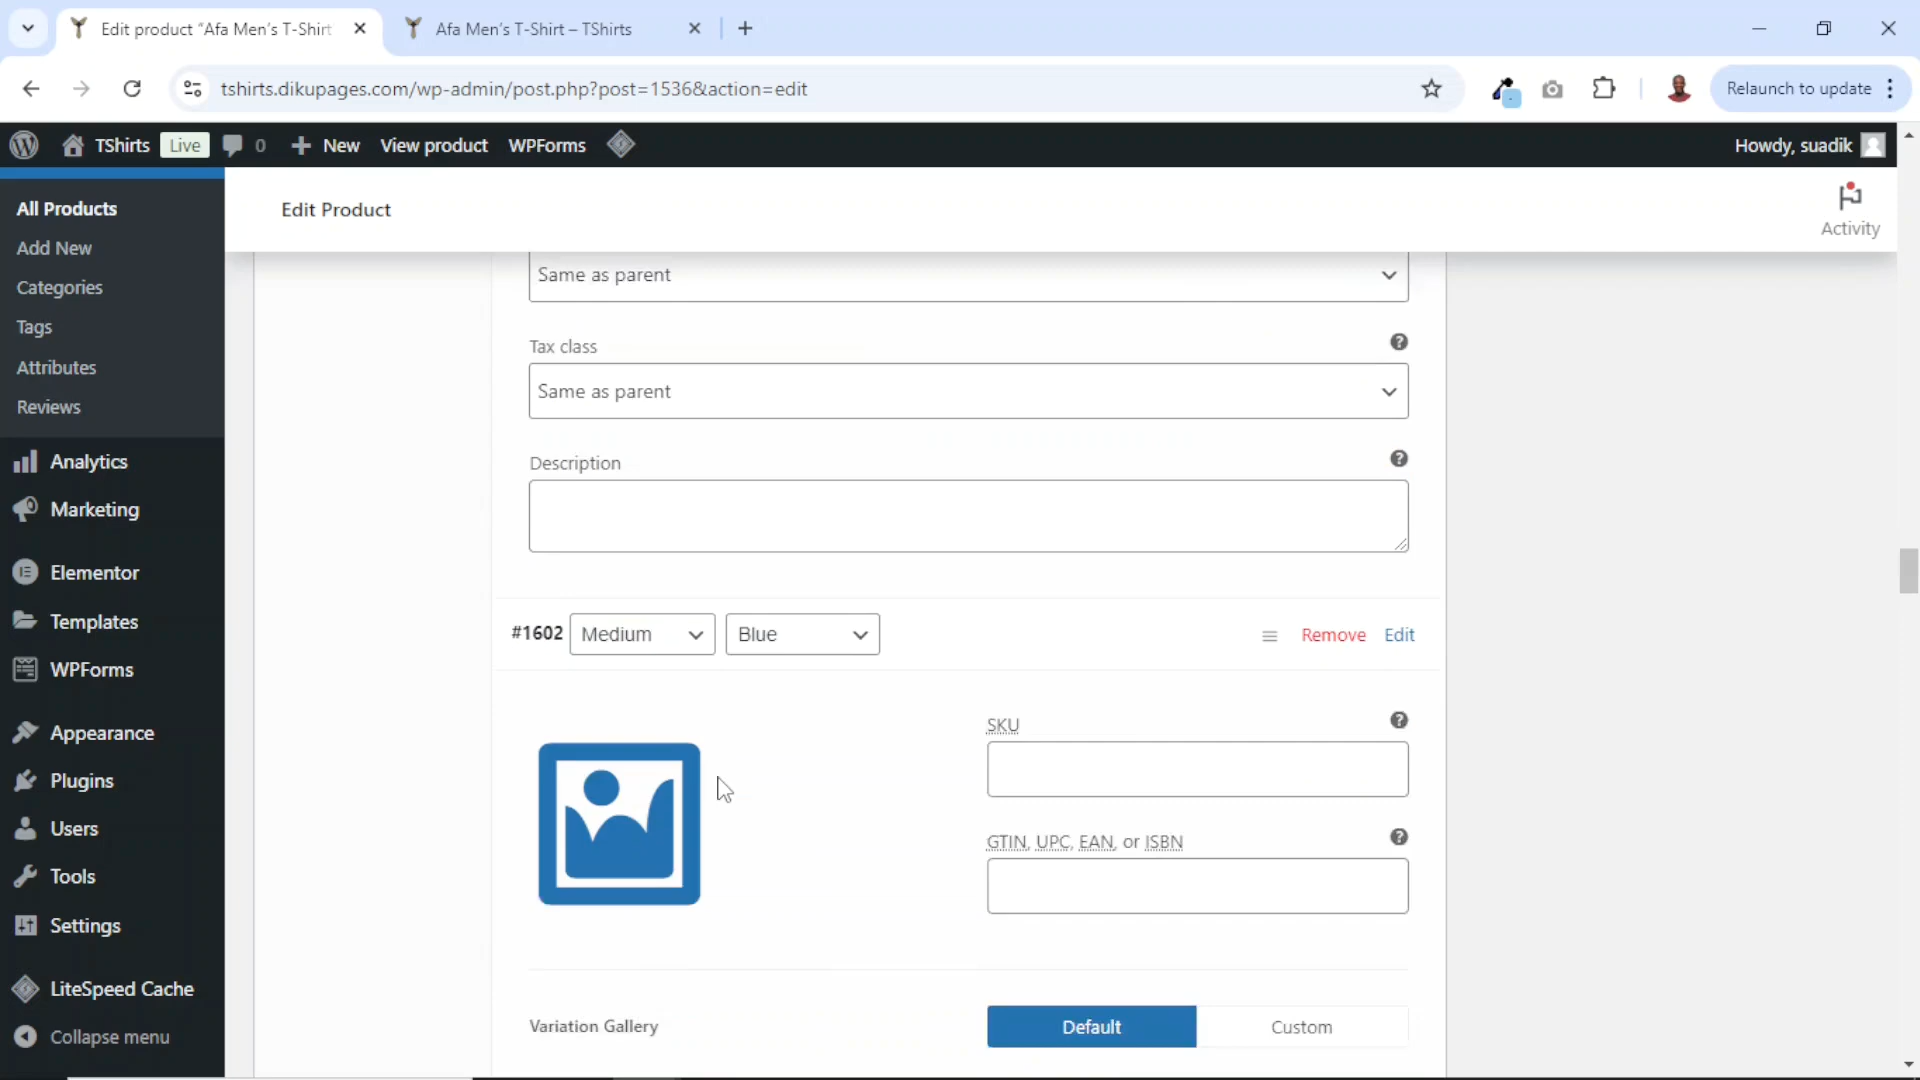 Edit product “Afa Men’s T-Shirt
Afa Men’s T-Shirt – TShirts
tshirts.dikupages.com/wp-admin/post.php?post=1536&action=edit
Relaunch to update
TShirts
Live
0
New
View product
WPForms
Howdy, suadik
All Products
Add New
Categories
Tags
Attributes
Reviews
Analytics
Marketing
Elementor
Templates
WPForms
Appearance
Plugins
Users
Tools
Settings
LiteSpeed Cache
Collapse menu
Edit Product
Activity
Same as parent
Tax class
Same as parent
Description
#1602
Medium
Blue
Remove
Edit
SKU
GTIN, UPC, EAN, or ISBN
Variation Gallery
Default
Custom